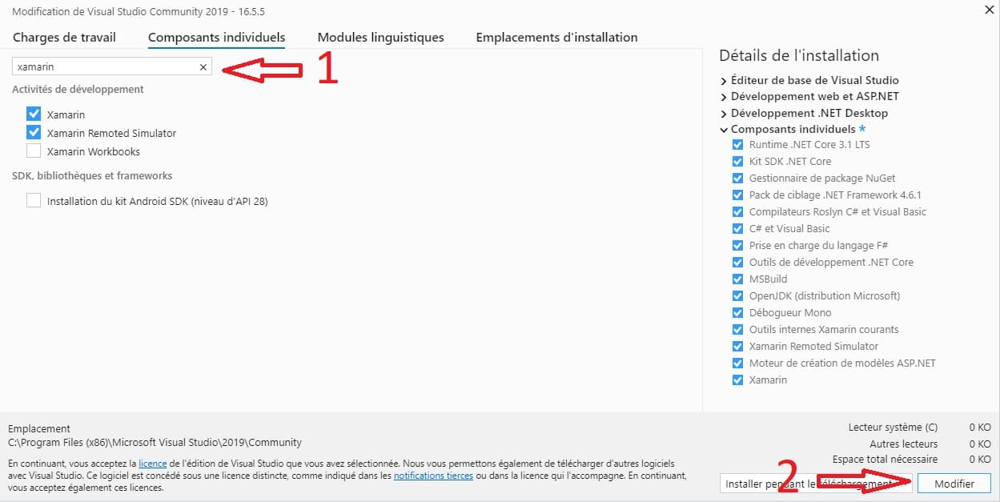 Modification de Visual Studio Community 2019 - 16.5.5
Charges de travail
Composants individuels
Modules linguistiques
Emplacements d'installation
xamarin
1
Activités de développement
Xamarin
Xamarin Remoted Simulator
Xamarin Workbooks
SDK, bibliothèques et frameworks
Installation du kit Android SDK (niveau d'API 28)
Détails de l'installation
Éditeur de base de Visual Studio
Développement web et ASP.NET
Développement .NET Desktop
Composants individuels *
Runtime .NET Core 3.1 LTS
Kit SDK .NET Core
Gestionnaire de package NuGet
Pack de ciblage .NET Framework 4.6.1
Compilateurs Roslyn C# et Visual Basic
C# et Visual Basic
Prise en charge du langage F#
Outils de développement .NET Core
MSBuild
OpenJDK (distribution Microsoft)
Débogueur Mono
Outils internes Xamarin courants
Xamarin Remoted Simulator
Moteur de création de modèles ASP.NET
Xamarin
Emplacement
C:\Program Files (x86)\Microsoft Visual Studio\2019\Community
En continuant, vous acceptez la licence de l'édition de Visual Studio que vous avez sélectionnée. Nous vous permettons également de télécharger d'autres logiciels
avec Visual Studio. Ce logiciel est concédé sous une licence distincte, comme indiqué dans les notifications tierces ou dans la licence qui l'accompagne. En continuant,
vous acceptez également ces licences.
Lecteur système (C) 0 KO
Autres lecteurs 0 KO
Espace total nécessaire 0 KO
Installer pendant le téléchargement
2
Modifier